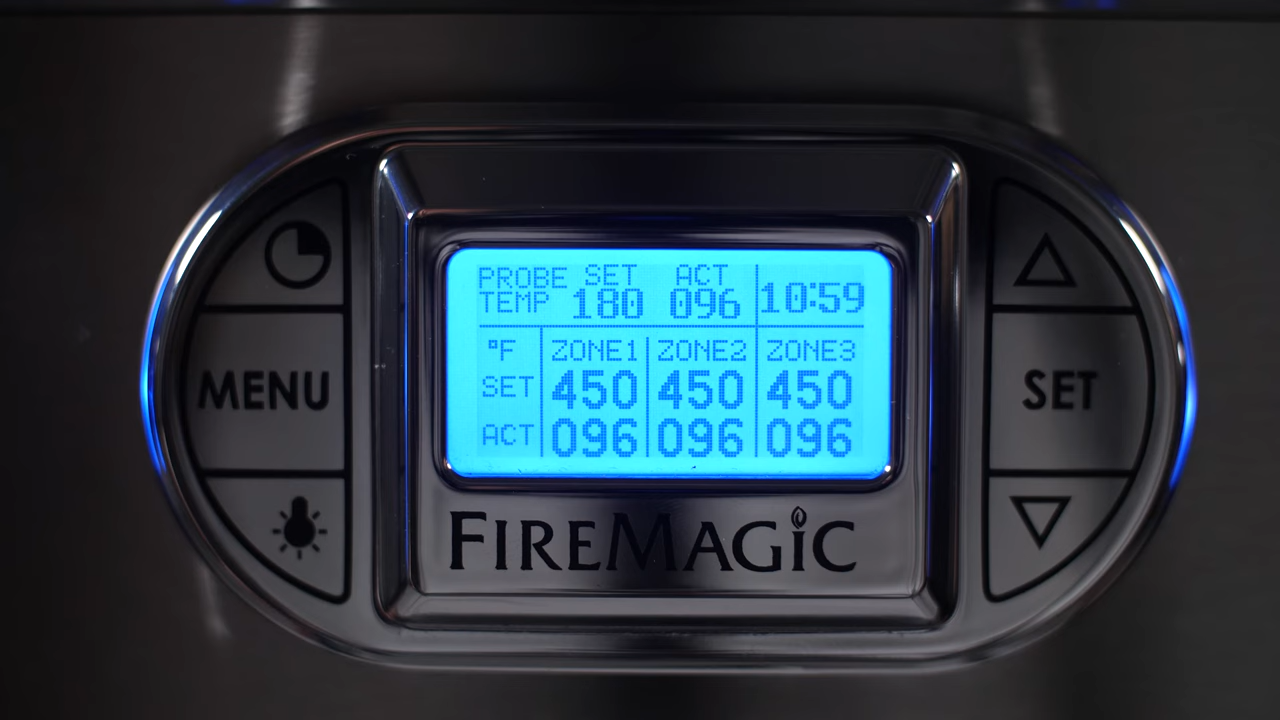 PROBE SET ACT
TEMP 180 096 10:59
°F ZONE1 ZONE2 ZONE3
SET 450 450 450
ACT 096 096 096
MENU
SET
FIREMAGIC